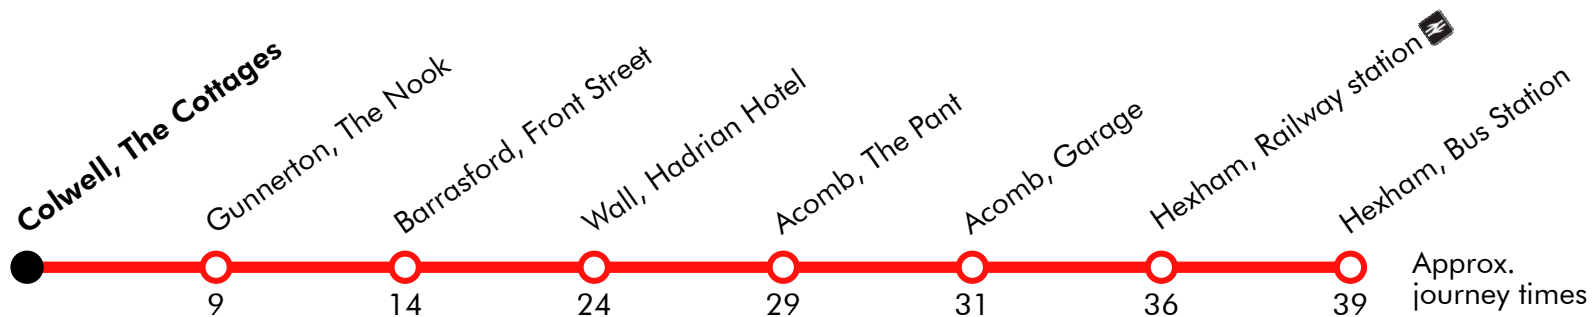 Colwell, The Cottages
Gunnerton, The Nook
Barrasford, Front Street
Wall, Hadrian Hotel
Acomb, The Pant
Acomb, Garage
Hexham, Railway station
Hexham, Bus Station
9
14
24
29
31
36
39
Approx.
journey times